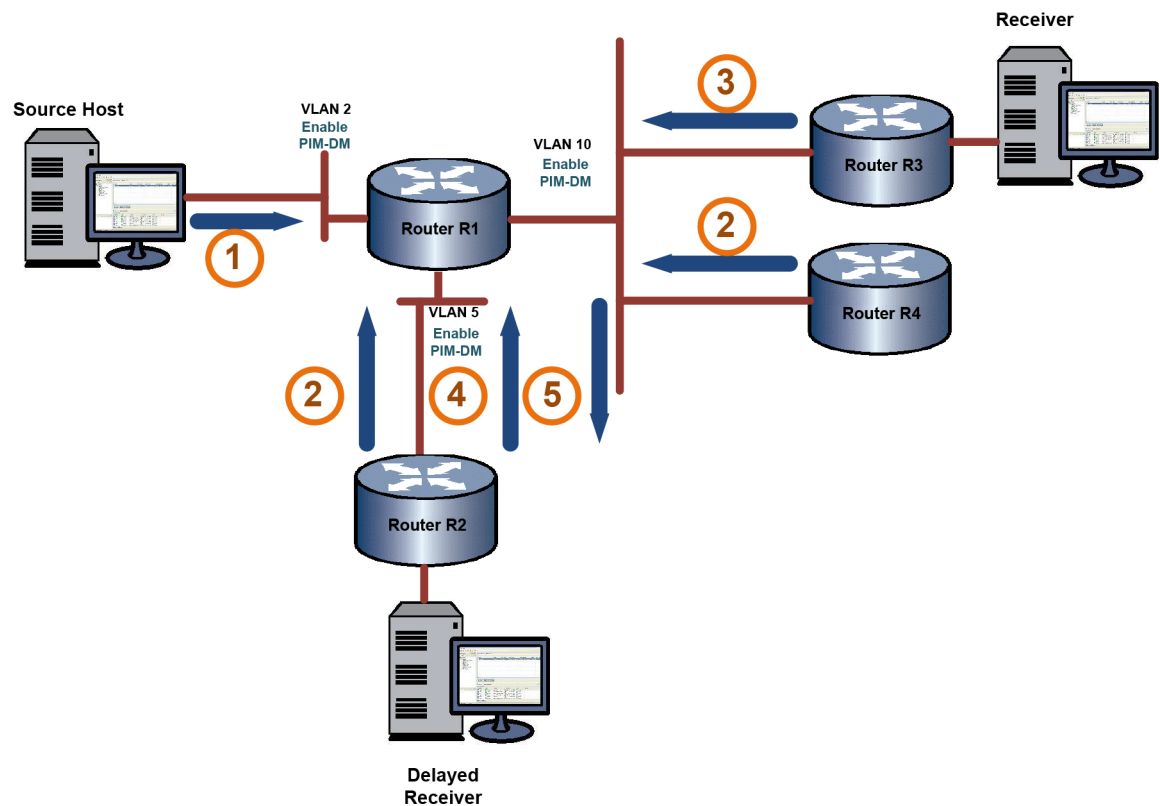 Receiver
Source Host
VLAN 2
Enable
PIM-DM
3
VLAN 10
Enable
PIM-DM
Router R3
Router R1
1
2
VLAN 5
Enable
PIM-DM
Router R4
2
4
5
Router R2
Delayed
Receiver